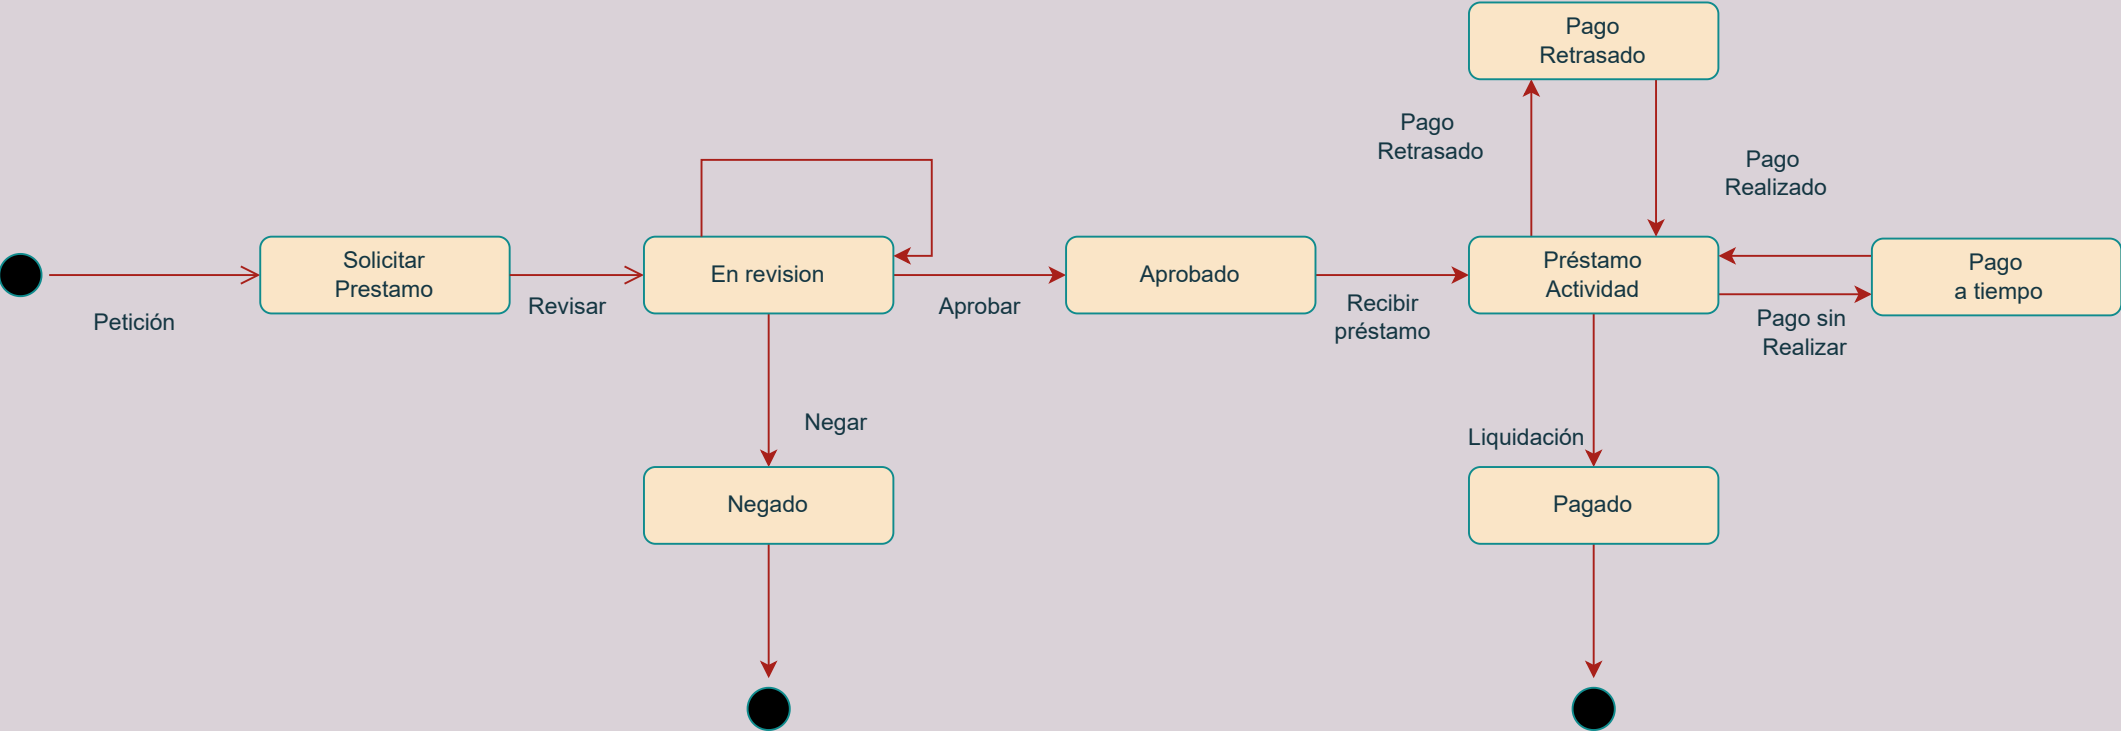 Pago
Retrasado
Pago
Retrasado
Pago
Realizado
Solicitar
Prestamo
En revision
Aprobado
Préstamo
Actividad
Pago
a tiempo
Petición
Revisar
Aprobar
Recibir
préstamo
Pago sin
Realizar
Negar
Liquidación
Negado
Pagado